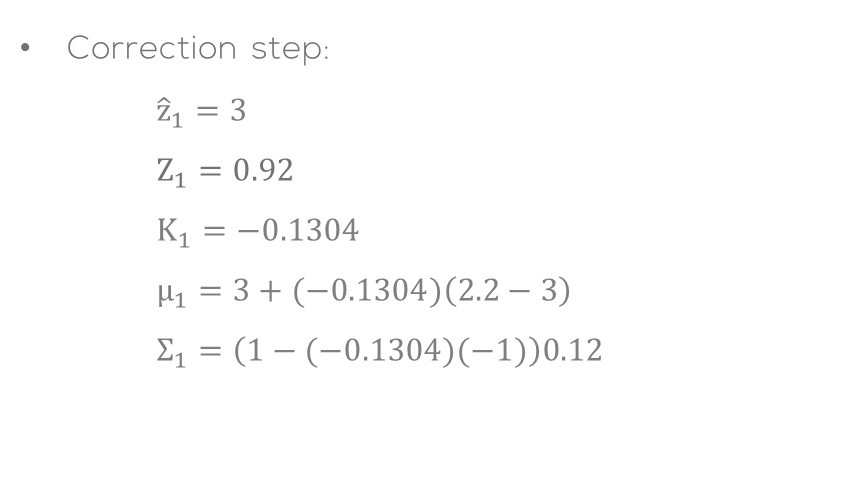 • Correction step:
ẑ₁ = 3
Z₁ = 0.92
K₁ = −0.1304
μ₁ = 3 + (−0.1304)(2.2 − 3)
Σ₁ = (1 − (−0.1304)(−1))0.12